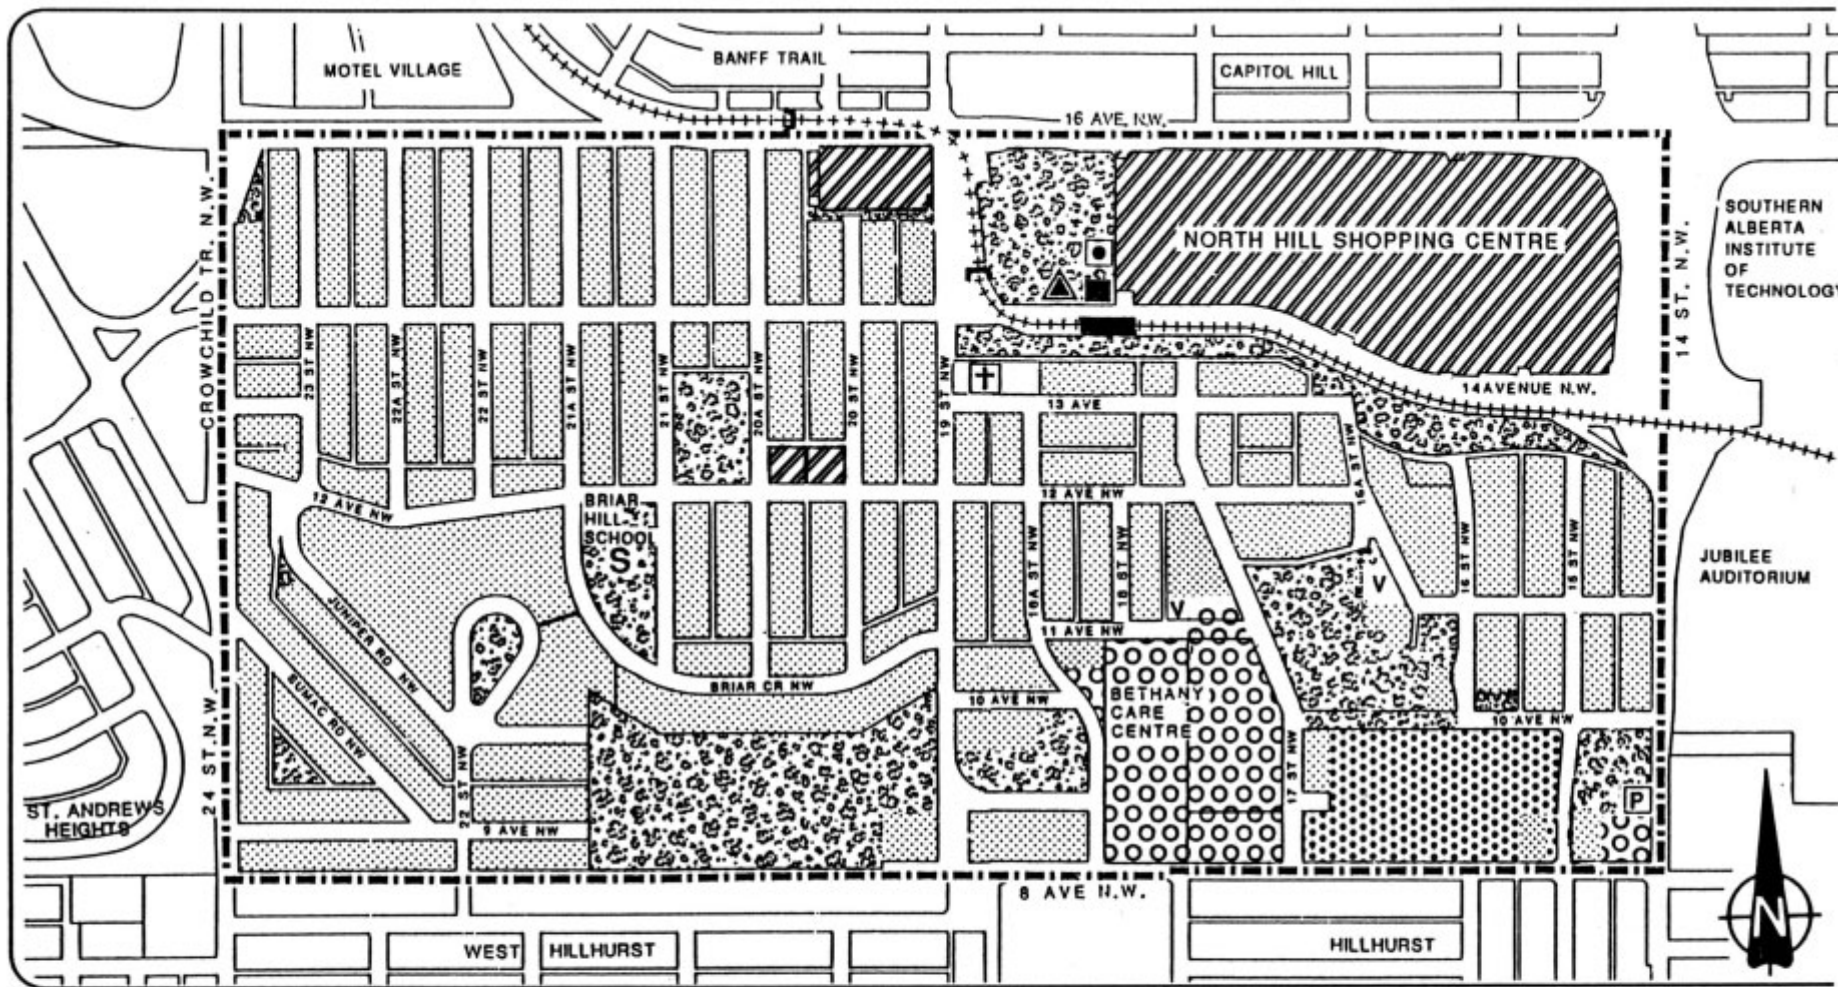 MOTEL VILLAGE
BANFF TRAIL
CAPITOL HILL
16 AVE. N.W.
CROWCHILD TR. N.W.
NORTH HILL SHOPPING CENTRE
14 ST. N.W.
SOUTHERN
ALBERTA
INSTITUTE
OF
TECHNOLOGY
23 ST NW
22A ST NW
22 ST NW
21A ST NW
21 ST NW
20A ST NW
20 ST NW
19 ST NW
13 AVE
14 AVENUE N.W.
15A ST NW
12 AVE NW
BRIAR
HILL
SCHOOL
S
12 AVE NW
18A ST NW
18 ST NW
16 ST NW
15 ST NW
V
V
JUBILEE
AUDITORIUM
JUNIPER RD NW
SUMAC RD NW
11 AVE NW
BRIAR CR NW
10 AVE NW
BETHANY
CARE
CENTRE
10 AVE NW
24 ST. N.W
22 ST NW
17 ST NW
P
ST. ANDREWS
HEIGHTS
9 AVE NW
8 AVE N.W.
N
WEST HILLHURST
HILLHURST